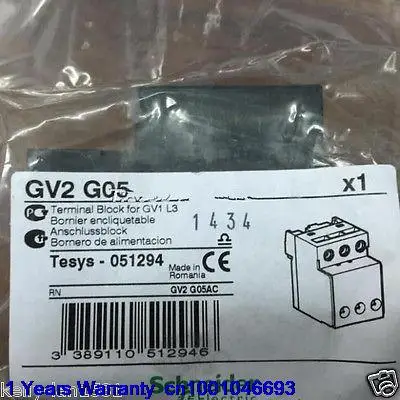 GV2 G05
x1
Terminal Block for GV1 L3
Bornier encliquetable
Anschlussblock
Bornero de alimentacion
1434
Tesys - 051294
Made in
Romania
CE
RN
GV2 G05AC
3 389110 512946
Schneider
1 Years Warranty cn1001046693